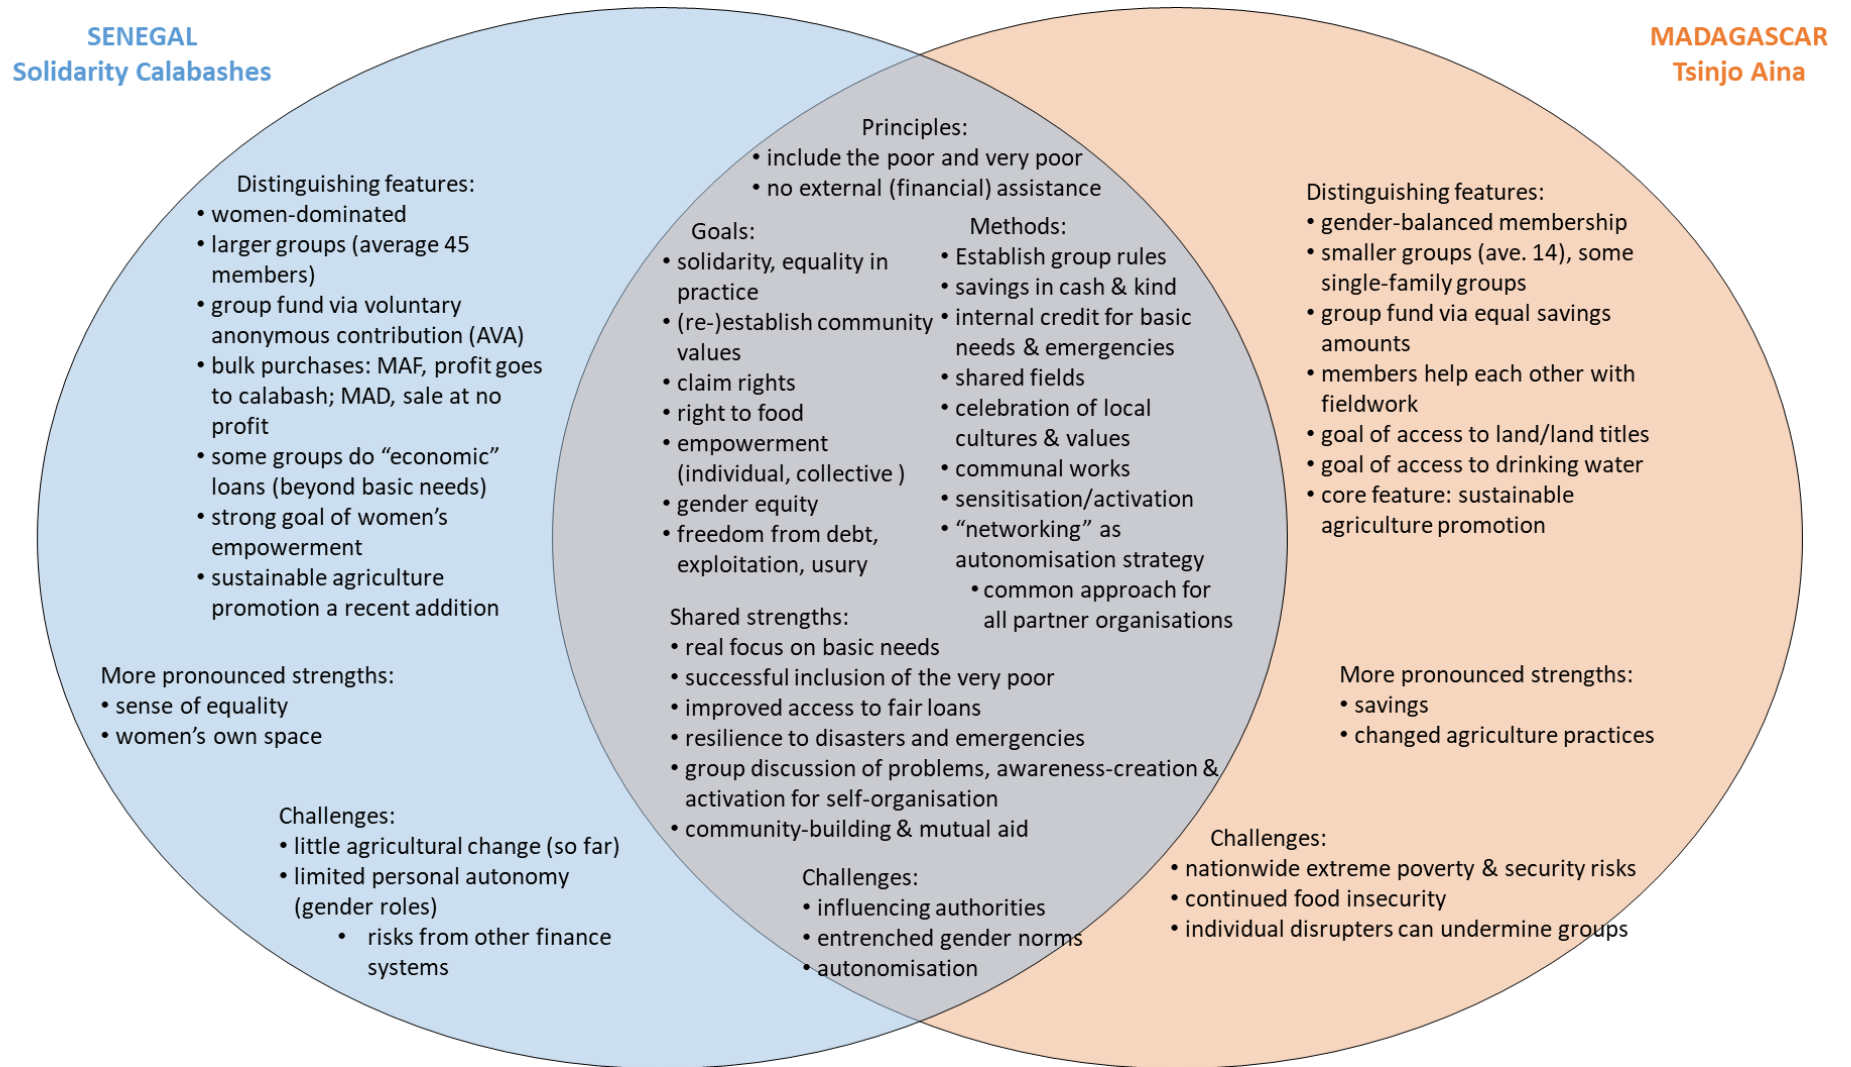 SENEGAL
Solidarity Calabashes
MADAGASCAR
Tsinjo Aina
Distinguishing features:
• women-dominated
• larger groups (average 45
members)
• group fund via voluntary
anonymous contribution (AVA)
• bulk purchases: MAF, profit goes
to calabash; MAD, sale at no
profit
• some groups do “economic”
loans (beyond basic needs)
• strong goal of women’s
empowerment
• sustainable agriculture
promotion a recent addition
More pronounced strengths:
• sense of equality
• women’s own space
Challenges:
• little agricultural change (so far)
• limited personal autonomy
(gender roles)
• risks from other finance
systems
Principles:
• include the poor and very poor
• no external (financial) assistance
Goals:
• solidarity, equality in
practice
• (re-)establish community
values
• claim rights
• right to food
• empowerment
(individual, collective )
• gender equity
• freedom from debt,
exploitation, usury
Methods:
• Establish group rules
• savings in cash & kind
• internal credit for basic
needs & emergencies
• shared fields
• celebration of local
cultures & values
• communal works
• sensitisation/activation
• “networking” as
autonomisation strategy
• common approach for
all partner organisations
Shared strengths:
• real focus on basic needs
• successful inclusion of the very poor
• improved access to fair loans
• resilience to disasters and emergencies
• group discussion of problems, awareness-creation &
activation for self-organisation
• community-building & mutual aid
Challenges:
• influencing authorities
• entrenched gender norms
• autonomisation
Distinguishing features:
• gender-balanced membership
• smaller groups (ave. 14), some
single-family groups
• group fund via equal savings
amounts
• members help each other with
fieldwork
• goal of access to land/land titles
• goal of access to drinking water
• core feature: sustainable
agriculture promotion
More pronounced strengths:
• savings
• changed agriculture practices
Challenges:
• nationwide extreme poverty & security risks
• continued food insecurity
• individual disrupters can undermine groups